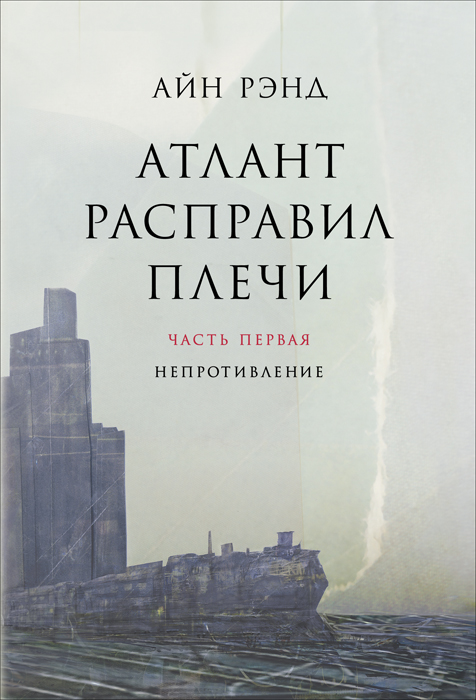 АЙН РЭНД
АТЛАНТ
РАСПРАВИЛ
ПЛЕЧИ
ЧАСТЬ ПЕРВАЯ
НЕПРОТИВЛЕНИЕ